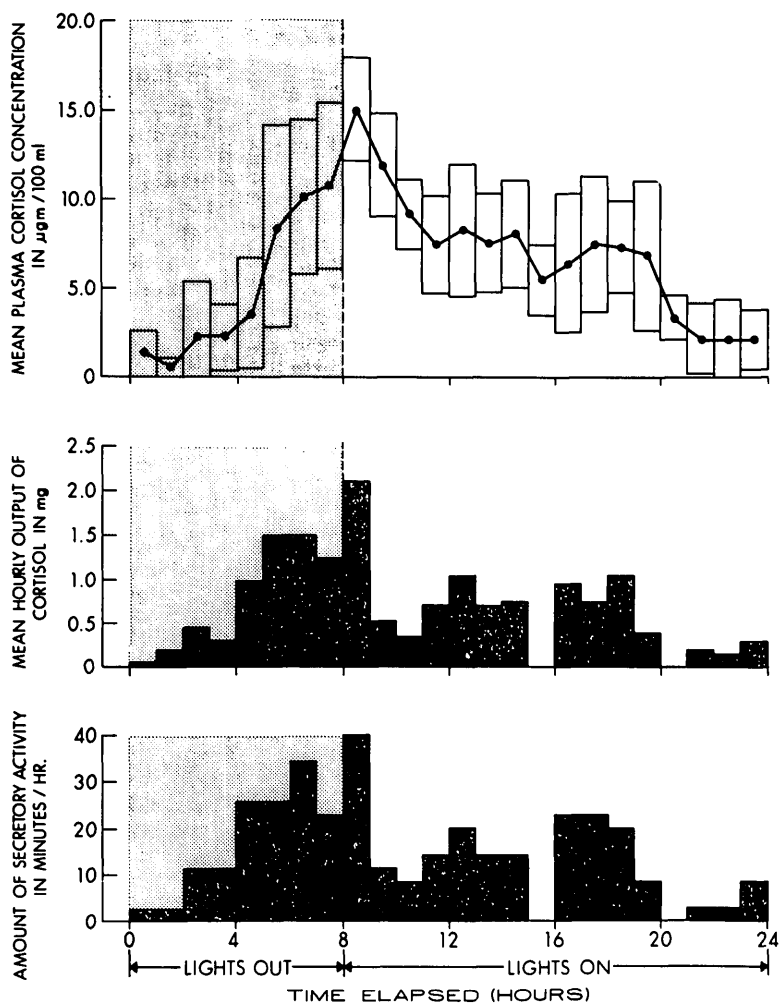 MEAN PLASMA CORTISOL CONCENTRATION
IN µgm/100 ml
20.0
15.0
10.0
5.0
0
MEAN HOURLY OUTPUT OF
CORTISOL IN mg
2.5
2.0
1.5
1.0
0.5
0
AMOUNT OF SECRETORY ACTIVITY
IN MINUTES / HR.
40
30
20
10
0
0 4 8 12 16 20 24
LIGHTS OUT LIGHTS ON
TIME ELAPSED (HOURS)